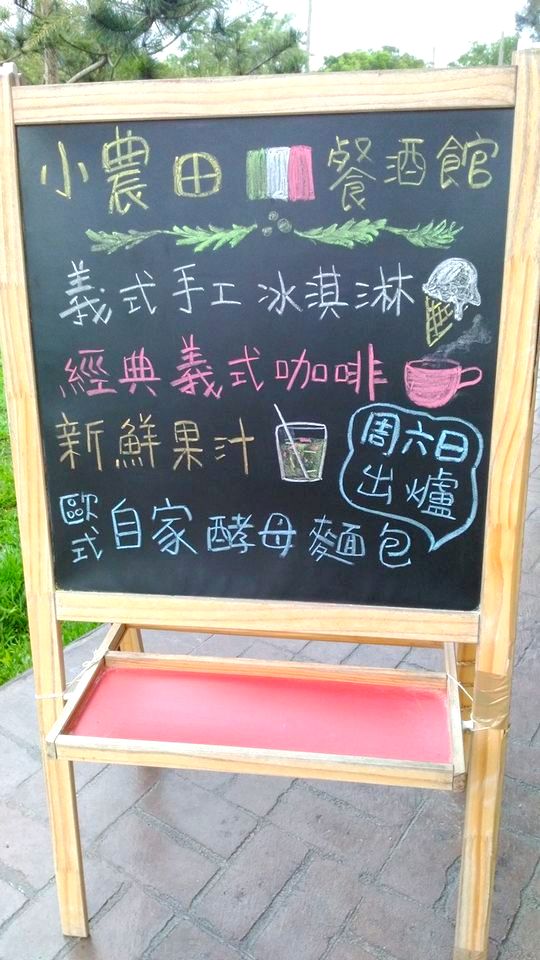 小農田餐酒館
義式手工冰淇淋
經典義式咖啡
新鮮果汁
周六日
出爐
歐式自家酵母麵包